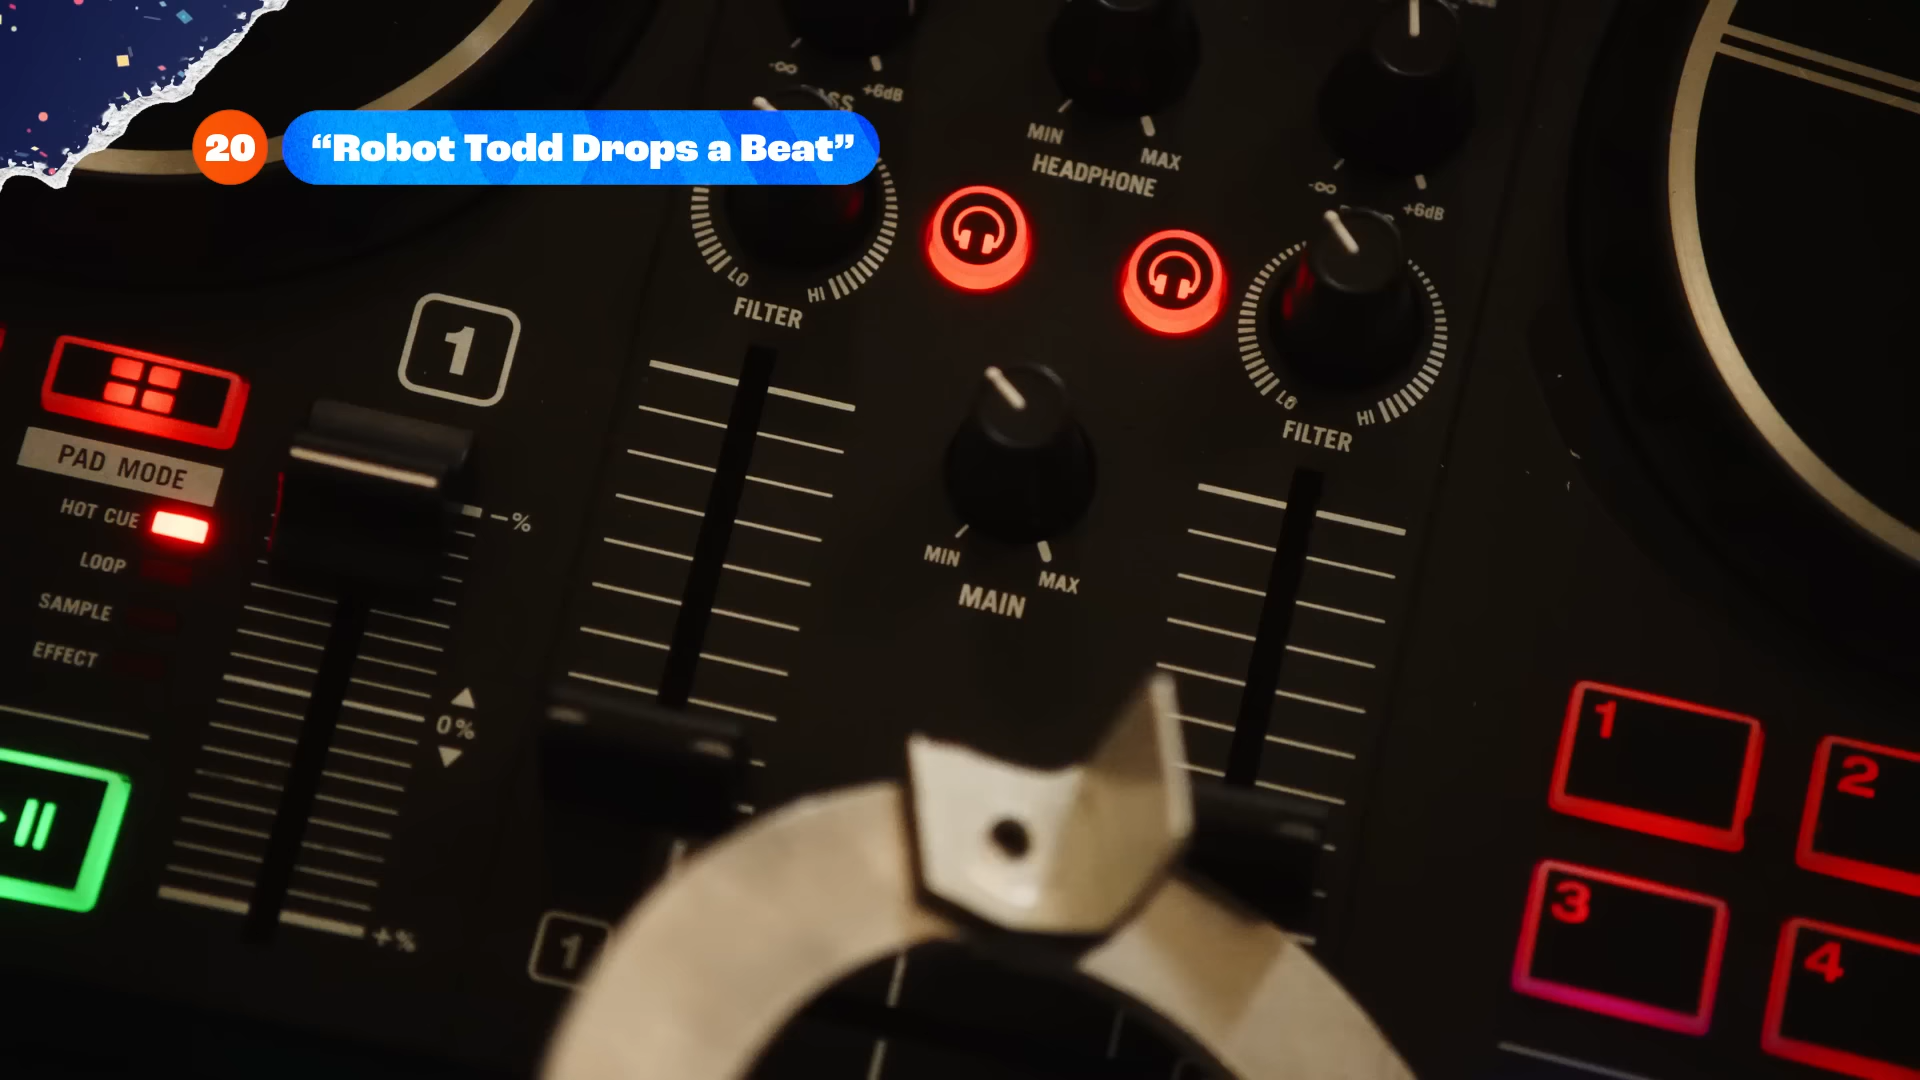 20 “Robot Todd Drops a Beat”
-∞ +6dB
MIN MAX
HEADPHONE
-∞ +6dB
LO HI
FILTER
LO HI
FILTER
1
PAD MODE
HOT CUE
LOOP
SAMPLE
EFFECT
–%
0%
+%
MIN MAX
MAIN
1
1
2
3
4